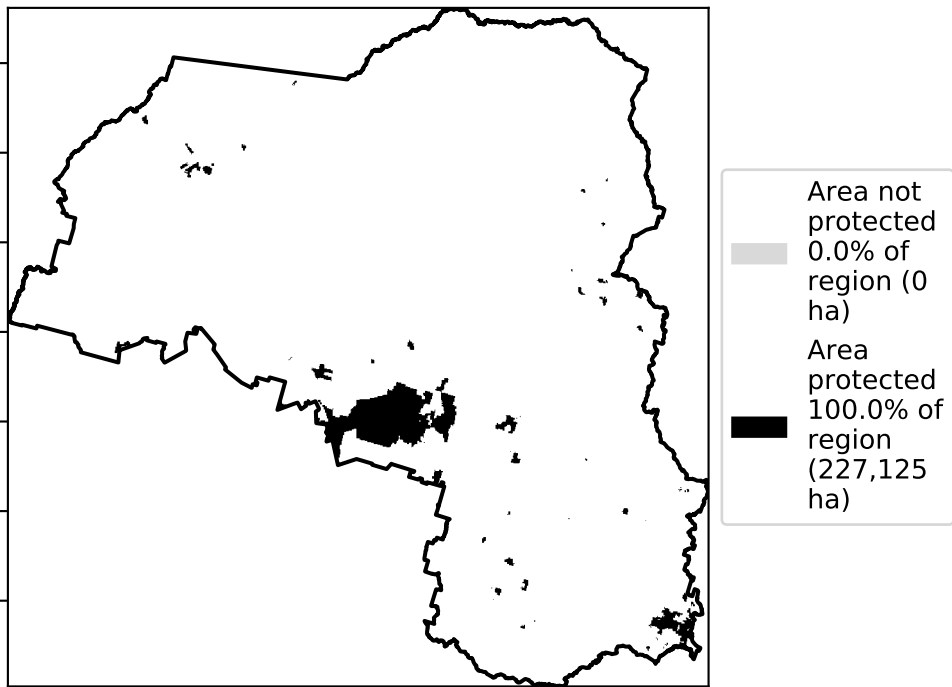 Area not
protected
0.0% of
region (0
ha)
Area
protected
100.0% of
region
(227,125
ha)